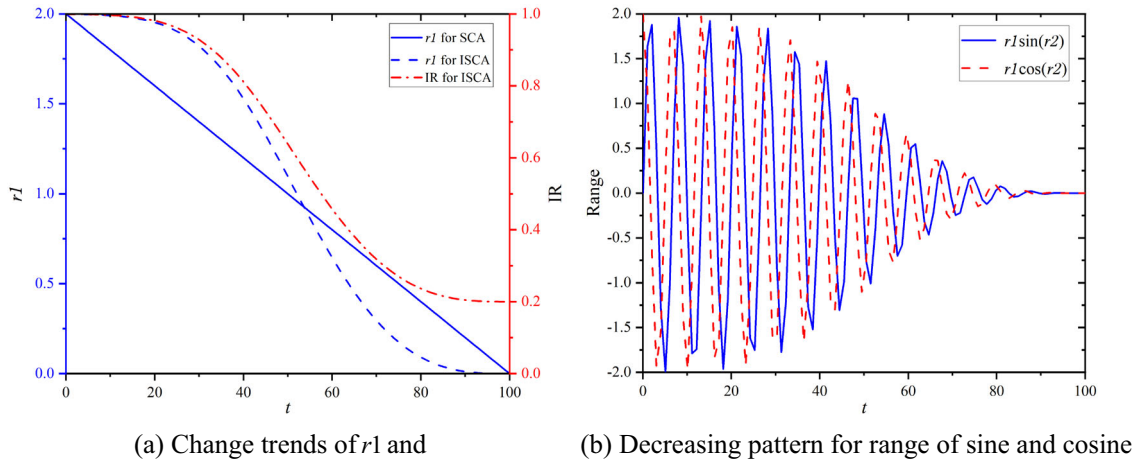 2.0
1.5
1.0
0.5
0.0
r1
0
20
40
60
80
100
t
1.0
0.8
0.6
0.4
0.2
0.0
IR
r1 for SCA
r1 for ISCA
IR for ISCA
(a) Change trends of r1 and
2.0
1.5
1.0
0.5
0.0
-0.5
-1.0
-1.5
-2.0
Range
0
20
40
60
80
100
t
r1sin(r2)
r1cos(r2)
(b) Decreasing pattern for range of sine and cosine